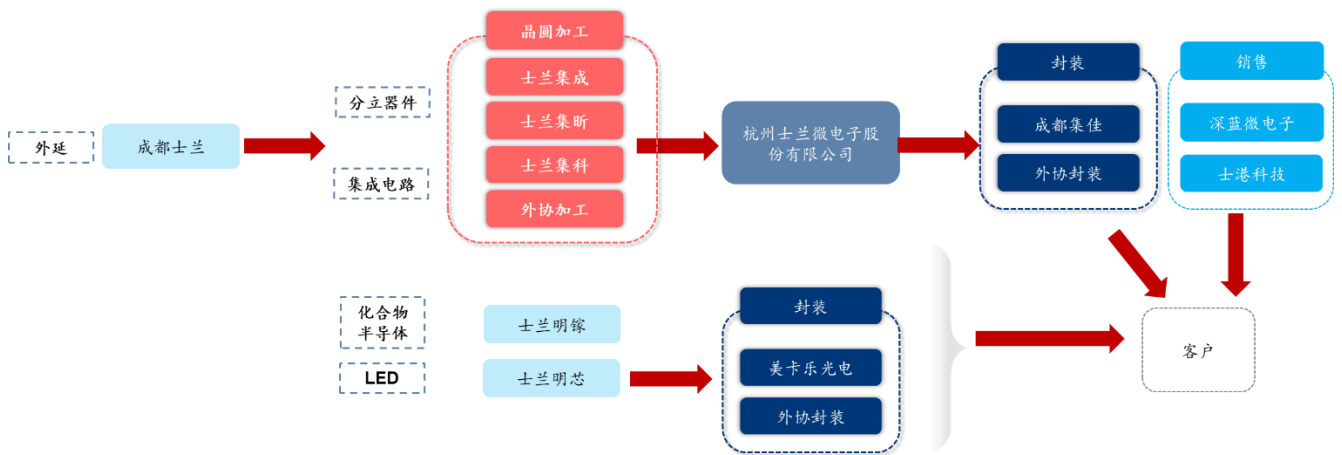 外延
成都士兰
分立器件
集成电路
晶圆加工
士兰集成
士兰集昕
士兰集科
外协加工
杭州士兰微电子股
份有限公司
封装
成都集佳
外协封装
销售
深蓝微电子
士港科技
化合物
半导体
LED
士兰明镓
士兰明芯
封装
美卡乐光电
外协封装
客户